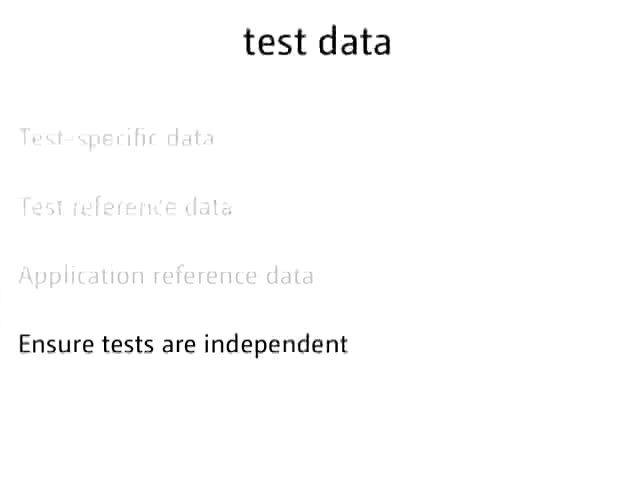 test data
Test-specific data
Test reference data
Application reference data
Ensure tests are independent